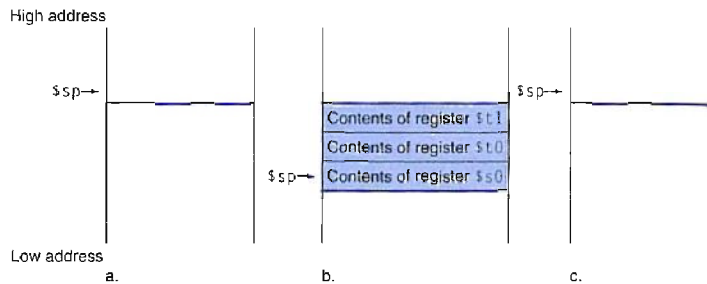 High address
$sp→
$sp→
Contents of register $t1
Contents of register $t0
$sp→
Contents of register $s0
Low address
a.
b.
c.